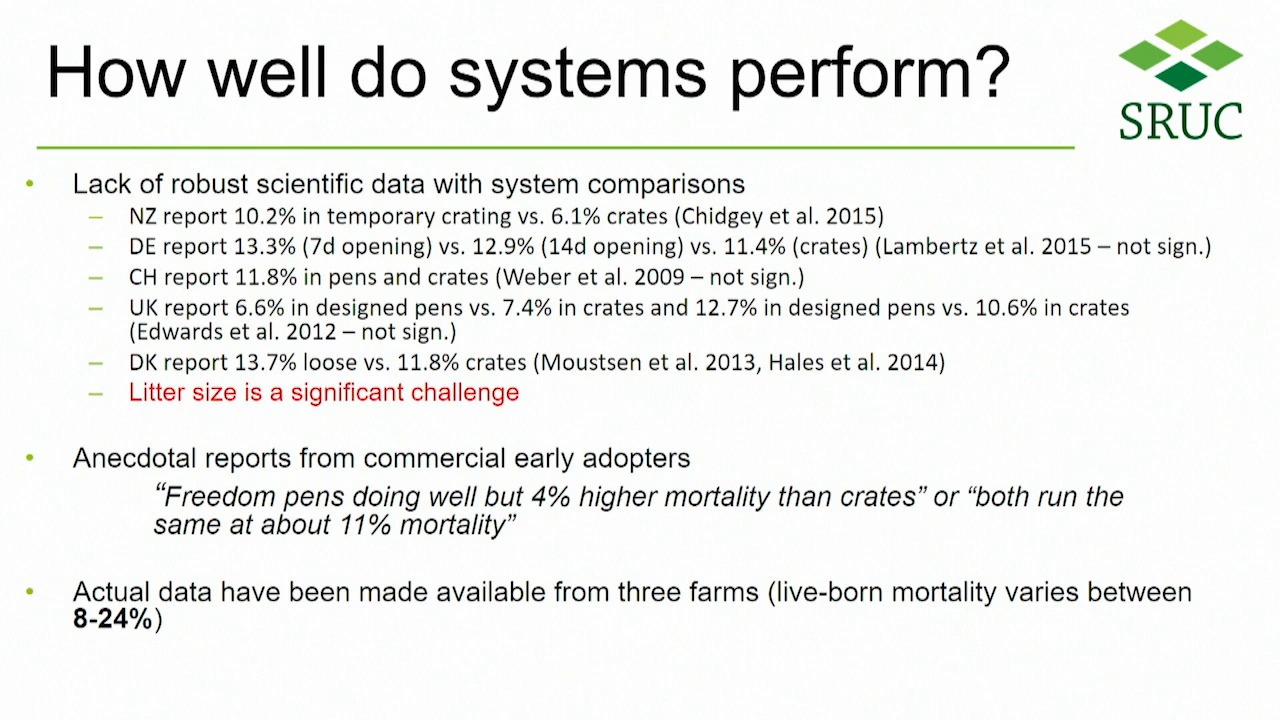 How well do systems perform?
SRUC
• Lack of robust scientific data with system comparisons
– NZ report 10.2% in temporary crating vs. 6.1% crates (Chidgey et al. 2015)
– DE report 13.3% (7d opening) vs. 12.9% (14d opening) vs. 11.4% (crates) (Lambertz et al. 2015 – not sign.)
– CH report 11.8% in pens and crates (Weber et al. 2009 – not sign.)
– UK report 6.6% in designed pens vs. 7.4% in crates and 12.7% in designed pens vs. 10.6% in crates
(Edwards et al. 2012 – not sign.)
– DK report 13.7% loose vs. 11.8% crates (Moustsen et al. 2013, Hales et al. 2014)
– Litter size is a significant challenge
• Anecdotal reports from commercial early adopters
“Freedom pens doing well but 4% higher mortality than crates” or “both run the
same at about 11% mortality”
• Actual data have been made available from three farms (live-born mortality varies between
8-24%)